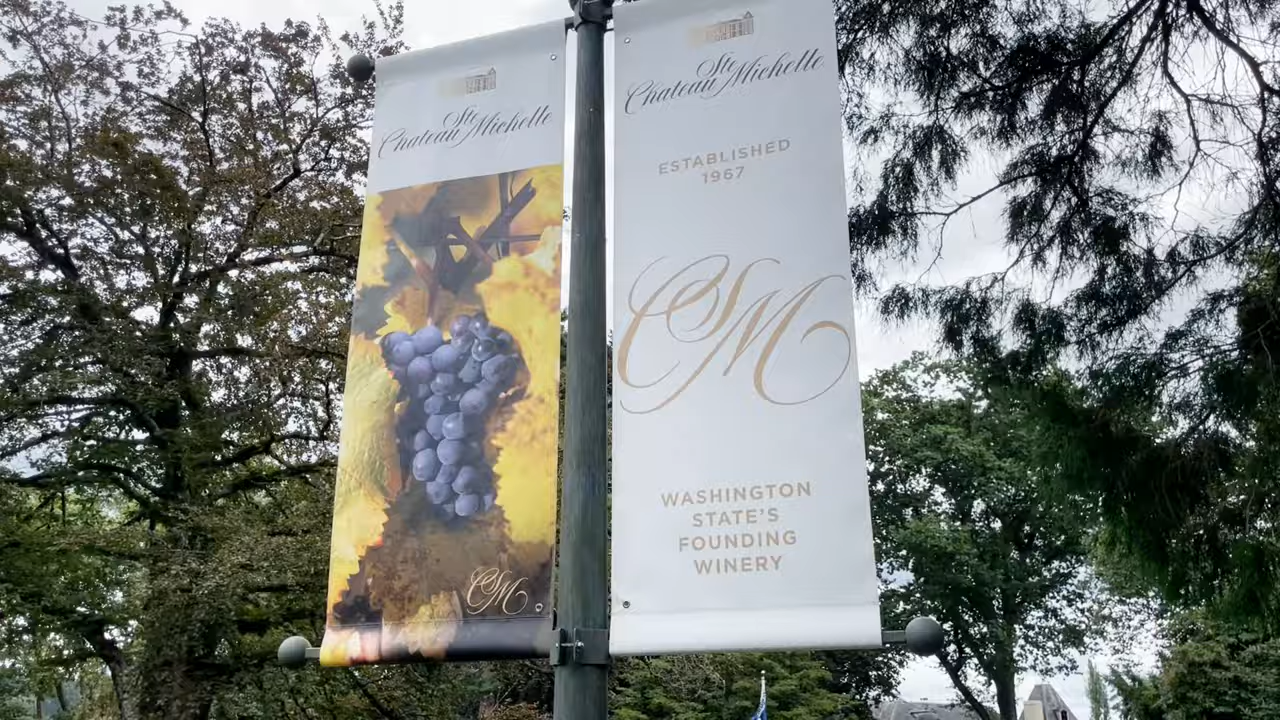 Ste
Chateau Michelle
CSM
Ste
Chateau Michelle
ESTABLISHED
1967
CSM
WASHINGTON
STATE'S
FOUNDING
WINERY